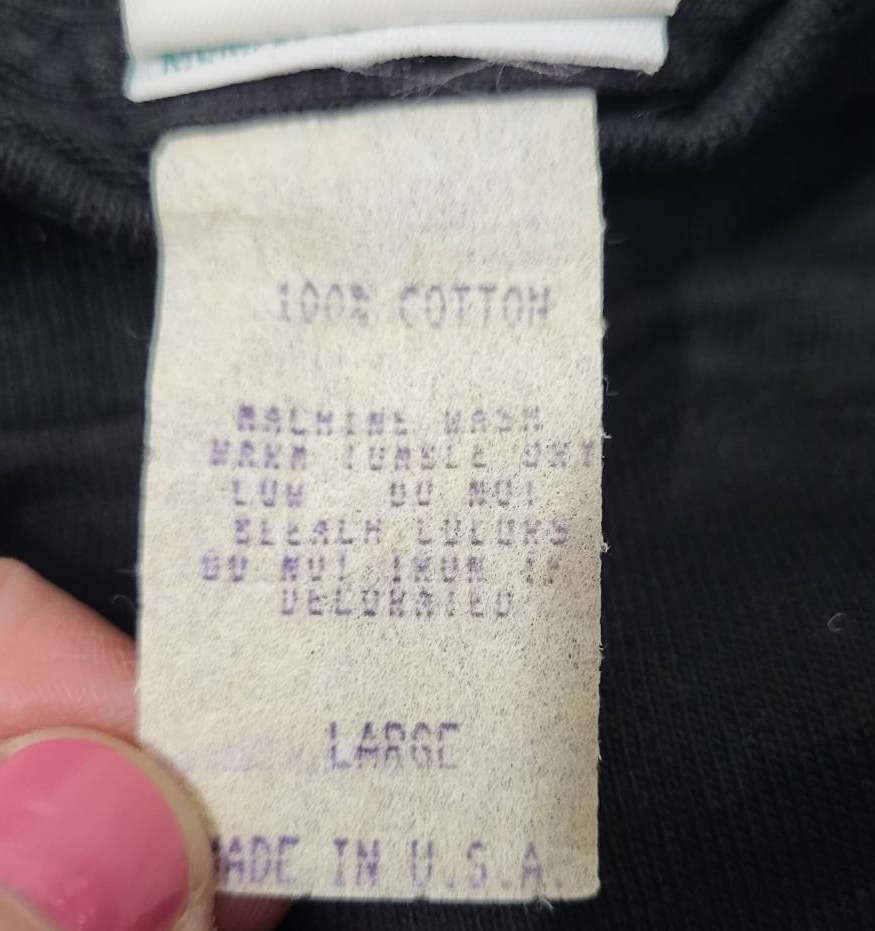 100% COTTON
MACHINE WASH
WARM TUMBLE DRY
LOW DO NOT
BLEACH COLORS
DO NOT IRON IF
DECORATED
LARGE
MADE IN U.S.A.